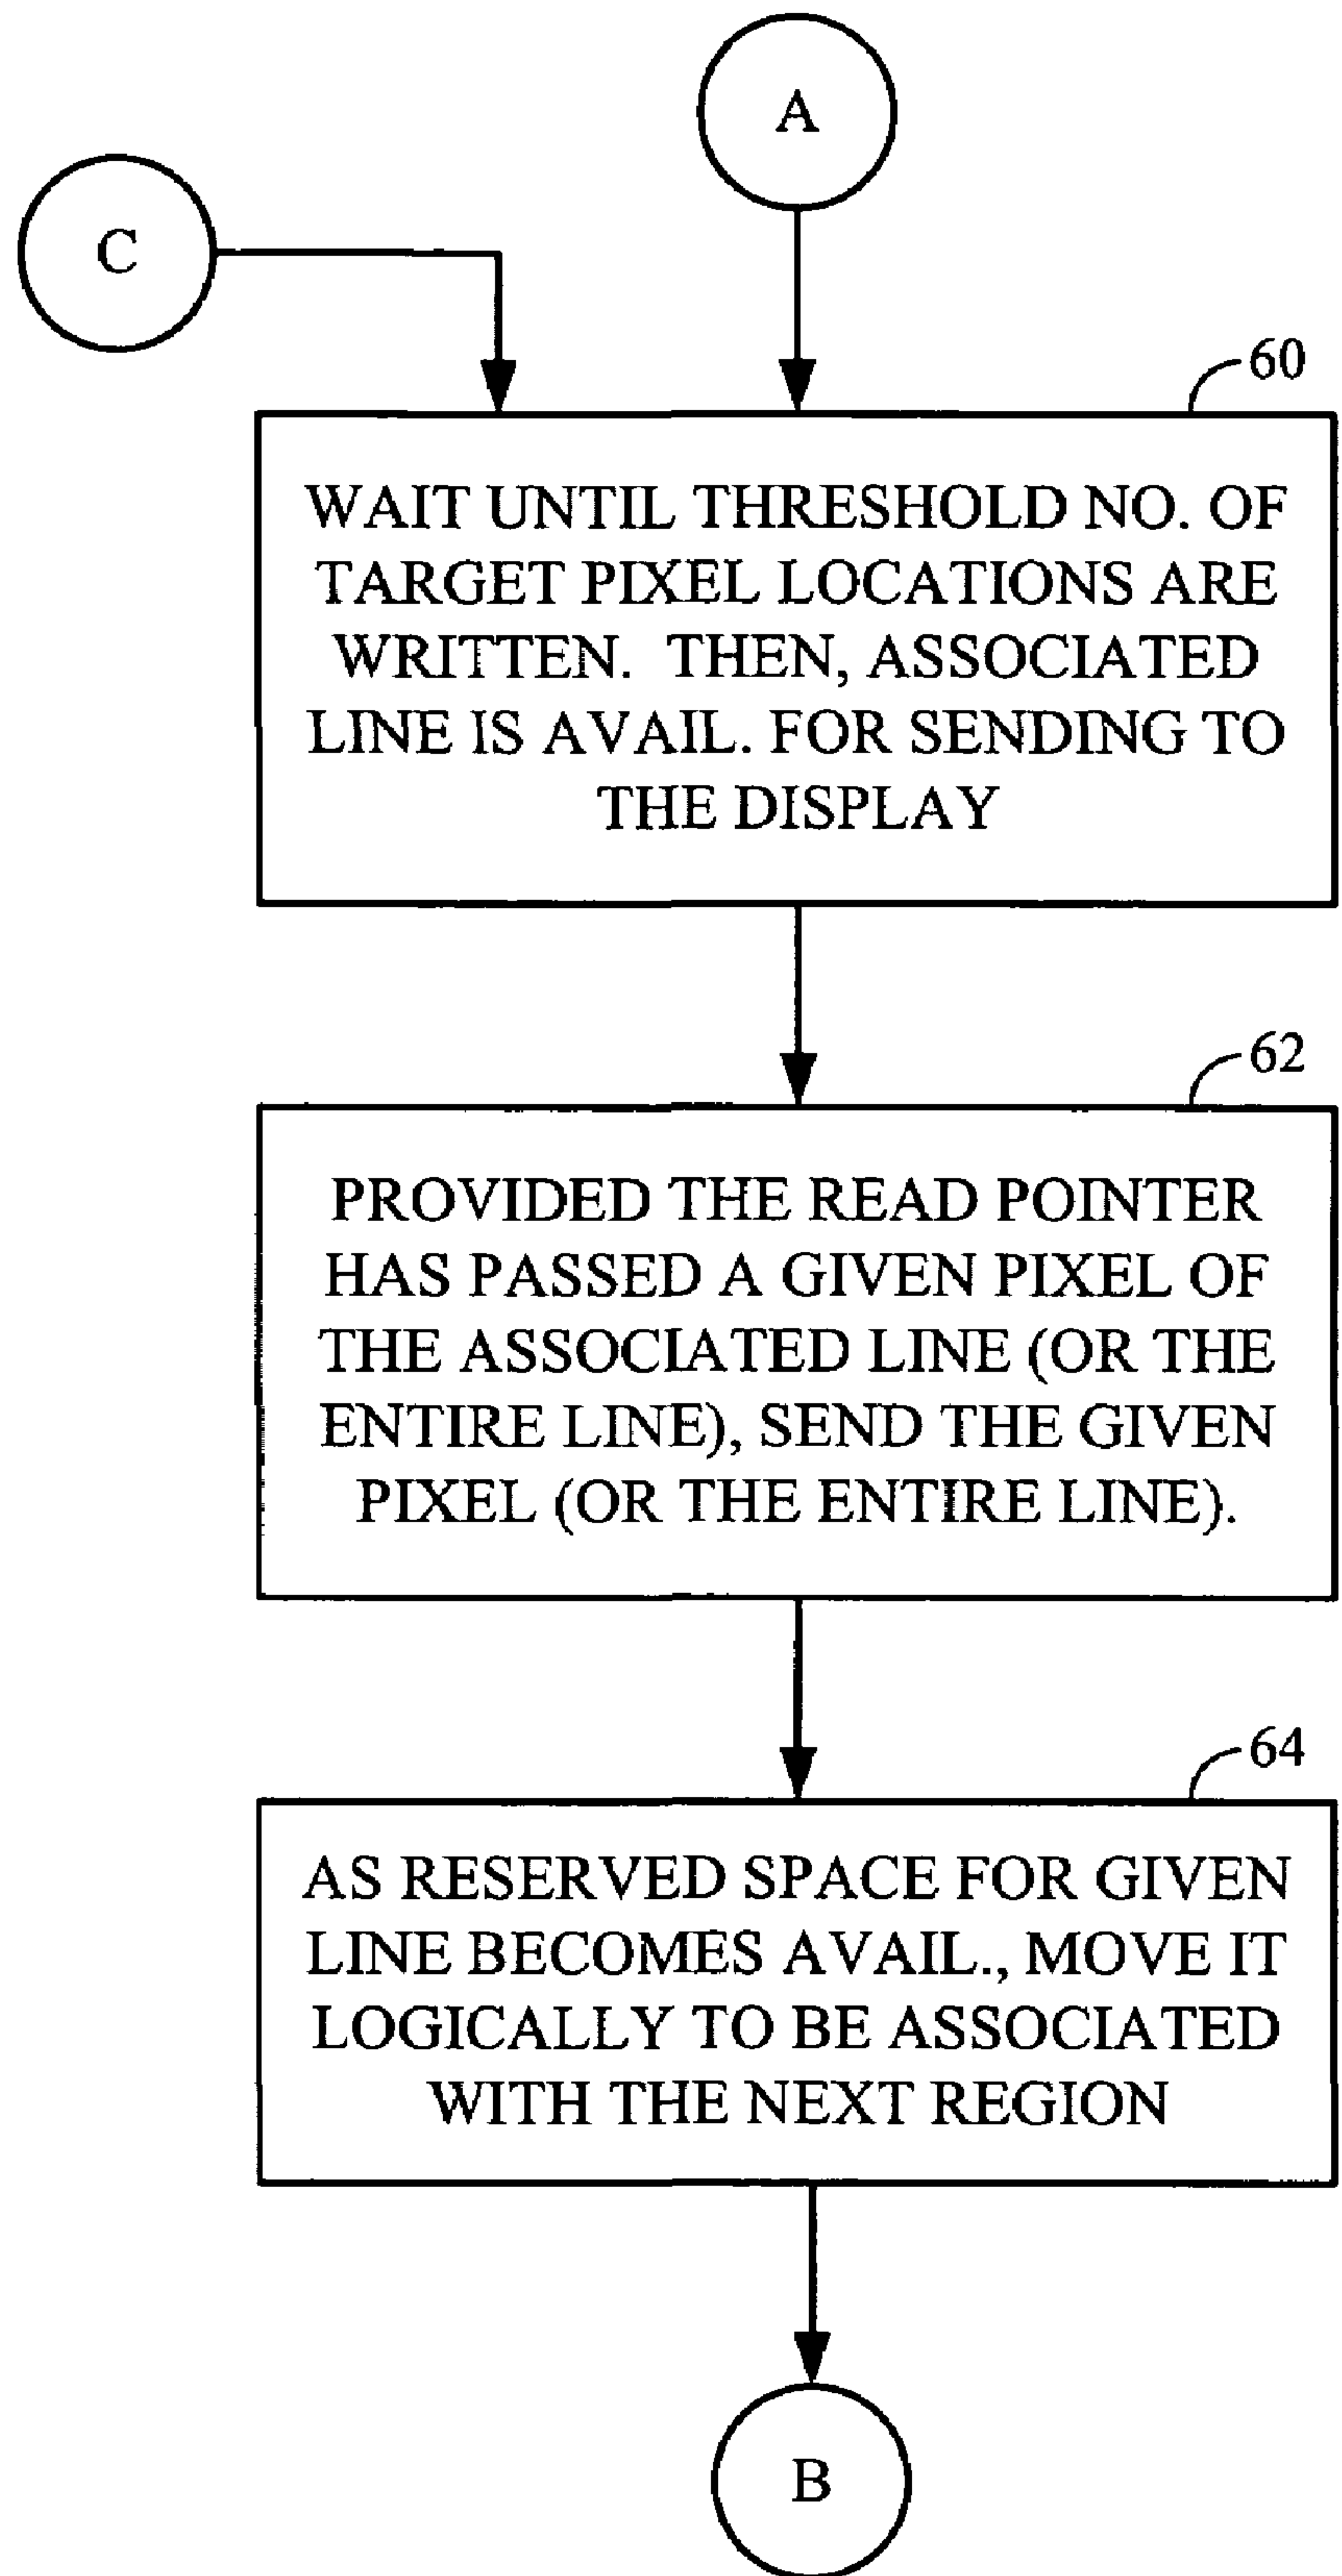 A
C
60
WAIT UNTIL THRESHOLD NO. OF
TARGET PIXEL LOCATIONS ARE
WRITTEN. THEN, ASSOCIATED
LINE IS AVAIL. FOR SENDING TO
THE DISPLAY
62
PROVIDED THE READ POINTER
HAS PASSED A GIVEN PIXEL OF
THE ASSOCIATED LINE (OR THE
ENTIRE LINE), SEND THE GIVEN
PIXEL (OR THE ENTIRE LINE).
64
AS RESERVED SPACE FOR GIVEN
LINE BECOMES AVAIL., MOVE IT
LOGICALLY TO BE ASSOCIATED
WITH THE NEXT REGION
B